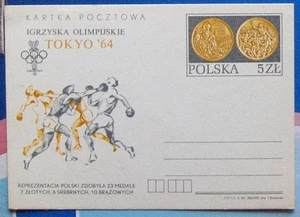 KARTKA POCZTOWA
IGRZYSKA OLIMPIJSKIE
TOKYO '64
POLSKA 5ZŁ
REPREZENTACJA POLSKI ZDOBYŁA 23 MEDALE
7 ZŁOTYCH, 6 SREBRNYCH, 10 BRĄZOWYCH